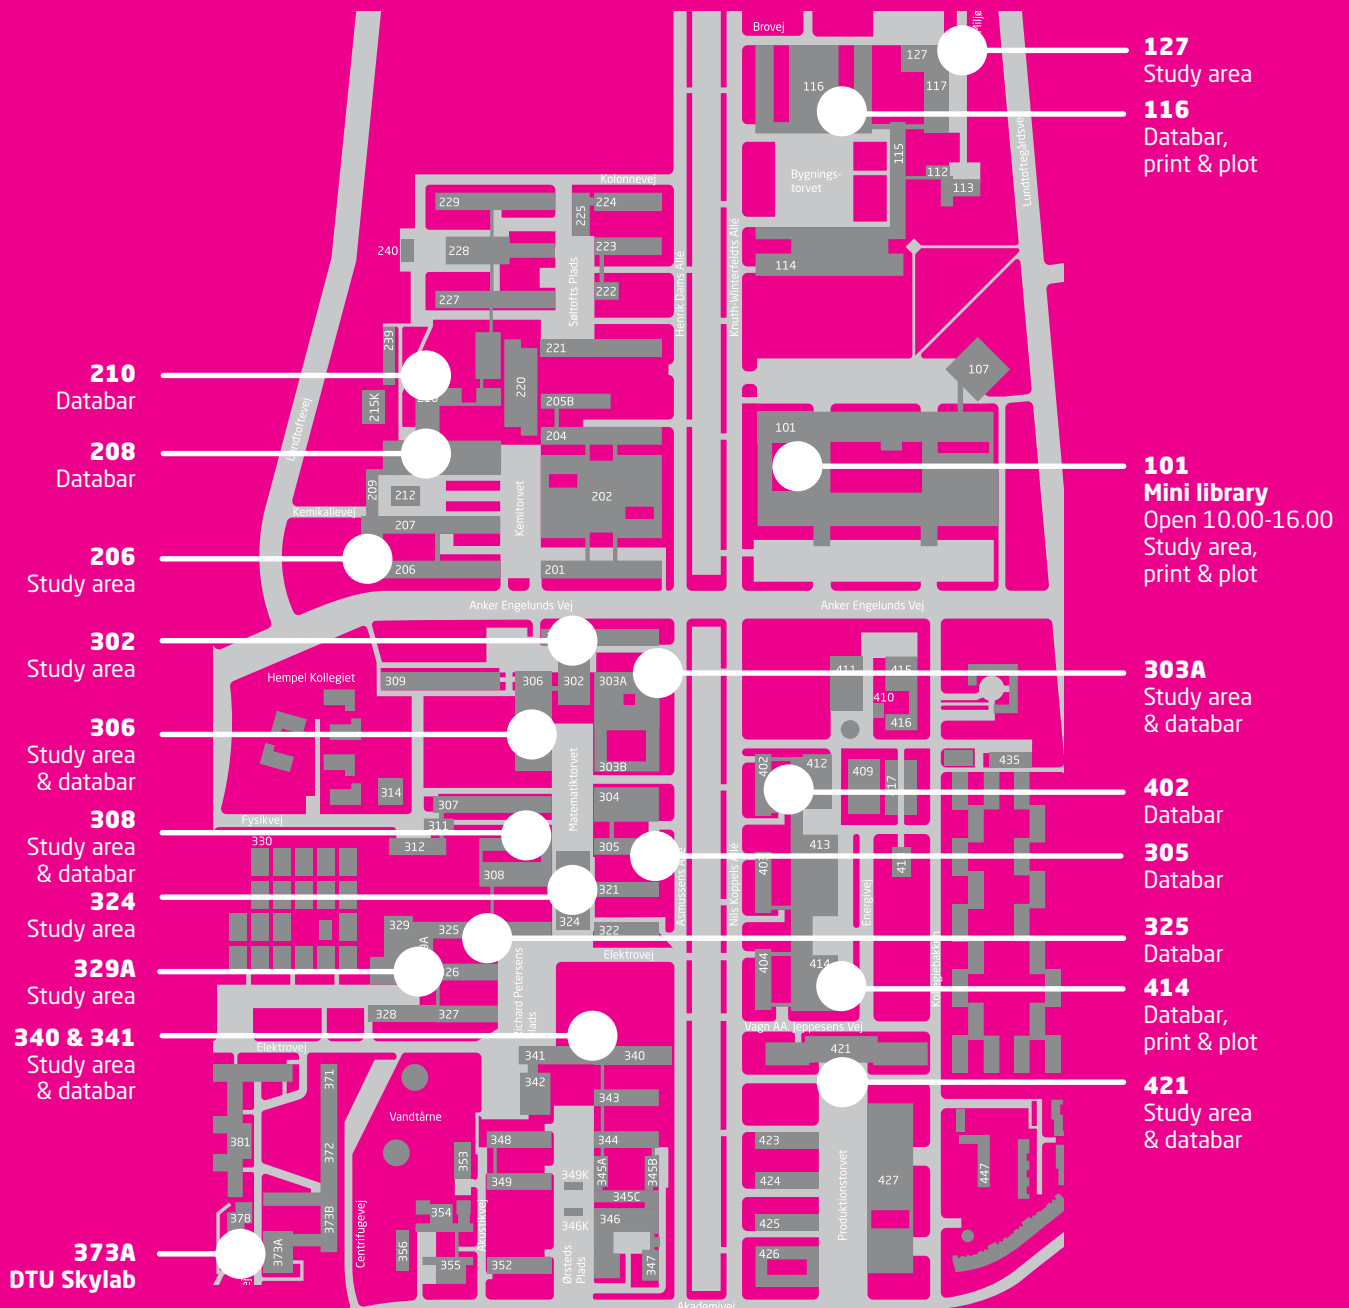 127
Study area
116
Databar,
print & plot
101
Mini library
Open 10.00-16.00
Study area,
print & plot
303A
Study area
& databar
402
Databar
305
Databar
325
Databar
414
Databar,
print & plot
421
Study area
& databar
210
Databar
208
Databar
206
Study area
302
Study area
306
Study area
& databar
308
Study area
& databar
324
Study area
329A
Study area
340 & 341
Study area
& databar
373A
DTU Skylab
Brovej
127
116
117
115
112
113
Bygnings-
torvet
114
Lundtoftegårdsvej
Kolonnevej
229
225
224
240
228
223
227
222
Søltofts Plads
Henrik Dams Allé
Knuth-Winterfeldts Allé
239
221
220
107
215K
205B
204
101
Lundtoftevej
209
212
202
Kemitorvet
Kemikalievej
207
206
201
Anker Engelunds Vej
Anker Engelunds Vej
Hempel Kollegiet
309
306
302
303A
411
415
410
416
303B
Matematiktorvet
402
412
409
417
435
314
307
304
Fysikvej
311
312
305
413
403
330
308
321
Nils Koppels Allé
Energivej
329
325
324
322
Elektrovej
404
414
328
327
Vagn AA. Jeppesens Vej
Elektrovej
341
340
421
342
371
343
Vandtårne
381
372
348
344
423
353
349
349K
345A
345B
424
427
447
345C
378
373B
354
346K
346
425
Produktionstorvet
Centrifugevej
Akustikvej
373A
356
355
352
Ørsteds
Plads
347
426
Akademivej